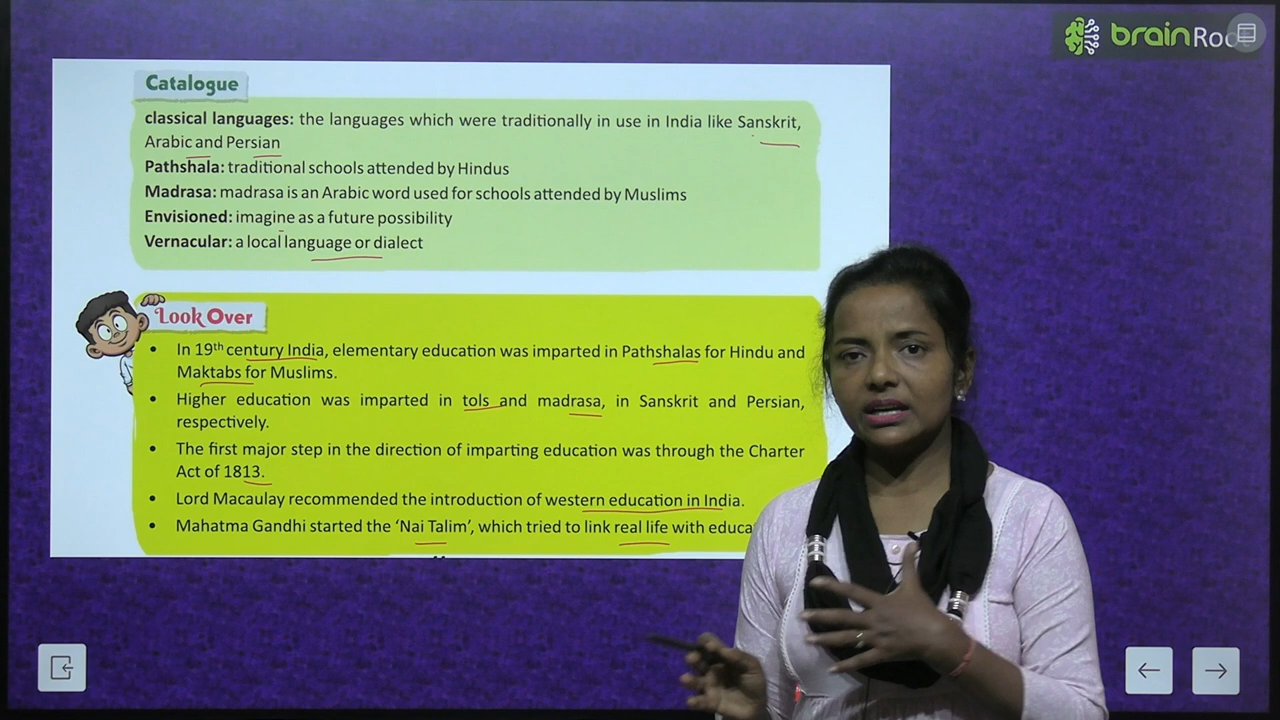 brainRoot
Catalogue
classical languages: the languages which were traditionally in use in India like Sanskrit,
Arabic and Persian
Pathshala: traditional schools attended by Hindus
Madrasa: madrasa is an Arabic word used for schools attended by Muslims
Envisioned: imagine as a future possibility
Vernacular: a local language or dialect
Look Over
• In 19th century India, elementary education was imparted in Pathshalas for Hindu and
Maktabs for Muslims.
• Higher education was imparted in tols and madrasa, in Sanskrit and Persian,
respectively.
• The first major step in the direction of imparting education was through the Charter
Act of 1813.
• Lord Macaulay recommended the introduction of western education in India.
• Mahatma Gandhi started the ‘Nai Talim’, which tried to link real life with